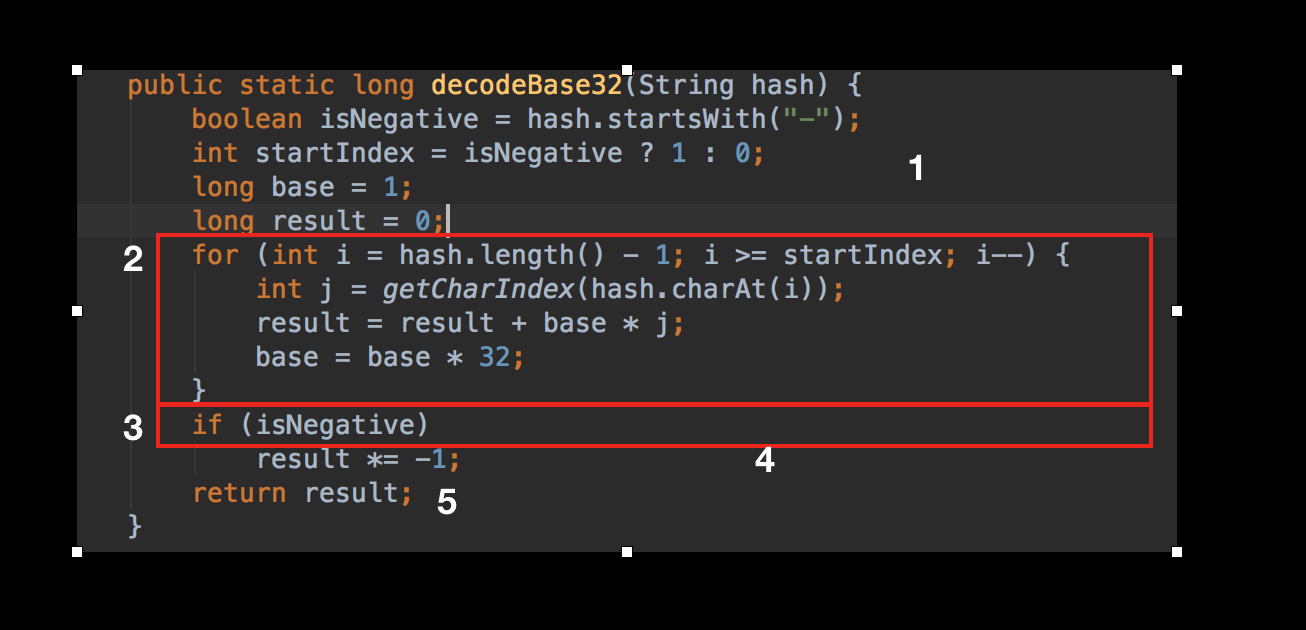 public static long decodeBase32(String hash) {
boolean isNegative = hash.startsWith("-");
int startIndex = isNegative ? 1 : 0;
1
long base = 1;
long result = 0;
2 for (int i = hash.length() - 1; i >= startIndex; i--) {
int j = getCharIndex(hash.charAt(i));
result = result + base * j;
base = base * 32;
}
3 if (isNegative)
result *= -1; 4
return result; 5
}